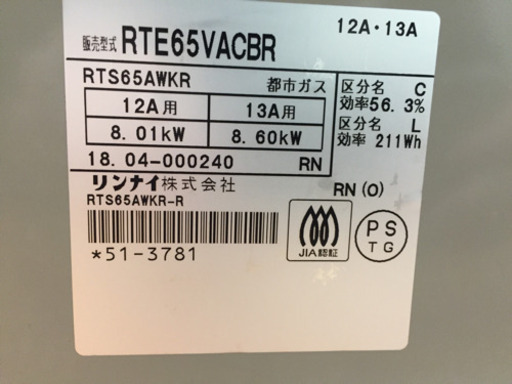 12A・13A
販売型式 RTE65VACBR
RTS65AWKR 都市ガス
12A用 13A用
8.01kW 8.60kW
区分名 C
効率56.3%
区分名 L
効率 211Wh
18.04-000240 RN
リンナイ株式会社
RN(O)
RTS65AWKR-R
*51-3781
JIA認証
PS
TG